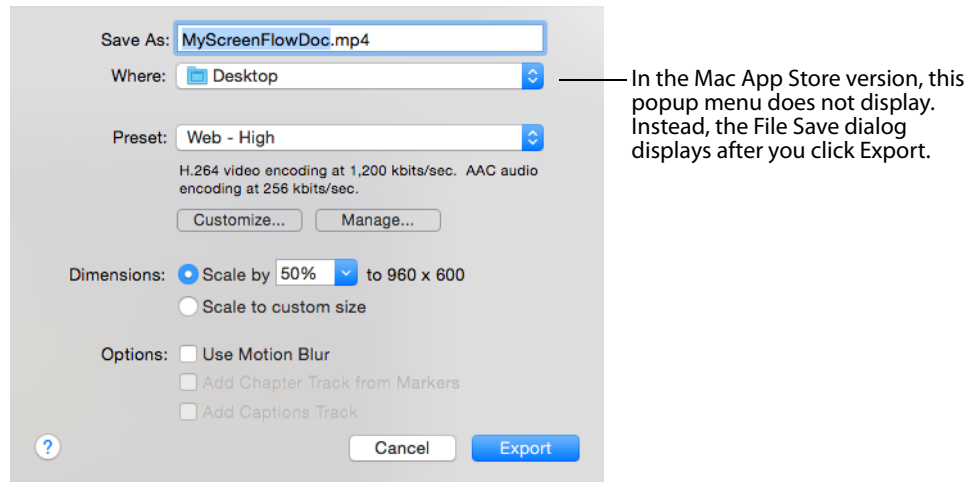 Save As: MyScreenFlowDoc.mp4
Where: Desktop
In the Mac App Store version, this
popup menu does not display.
Instead, the File Save dialog
displays after you click Export.
Preset: Web - High
H.264 video encoding at 1,200 kbits/sec.  AAC audio
encoding at 256 kbits/sec.
Customize... Manage...
Dimensions: Scale by 50% to 960 x 600
Scale to custom size
Options: Use Motion Blur
Add Chapter Track from Markers
Add Captions Track
? Cancel Export